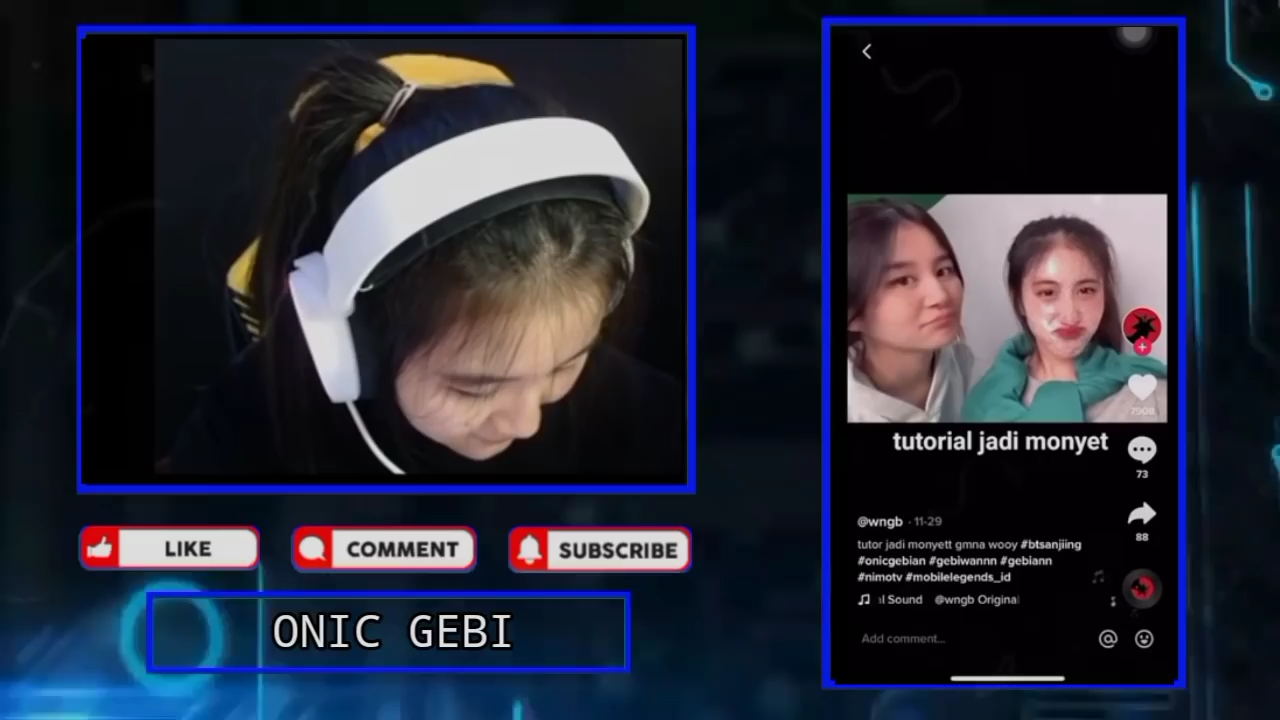 LIKE
COMMENT
SUBSCRIBE
ONIC GEBI
tutorial jadi monyet
7908
73
88
@wngb · 11-29
tutor jadi monyett gmna wooy #btsanjiing
#onicgebian #gebiwannn #gebiann
#nimotv #mobilelegends_id
l Sound @wngb Original
Add comment...